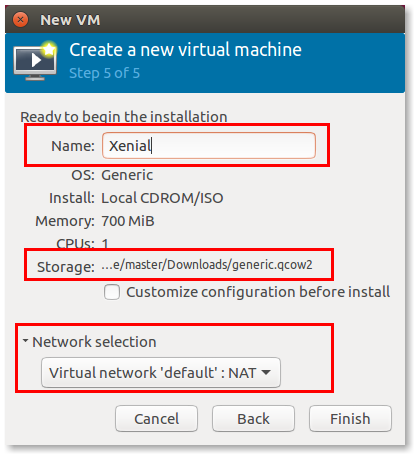 New VM
Create a new virtual machine
Step 5 of 5
Ready to begin the installation
Name: Xenial
OS: Generic
Install: Local CDROM/ISO
Memory: 700 MiB
CPUs: 1
Storage: ...e/master/Downloads/generic.qcow2
Customize configuration before install
Network selection
Virtual network 'default' : NAT
Cancel Back Finish